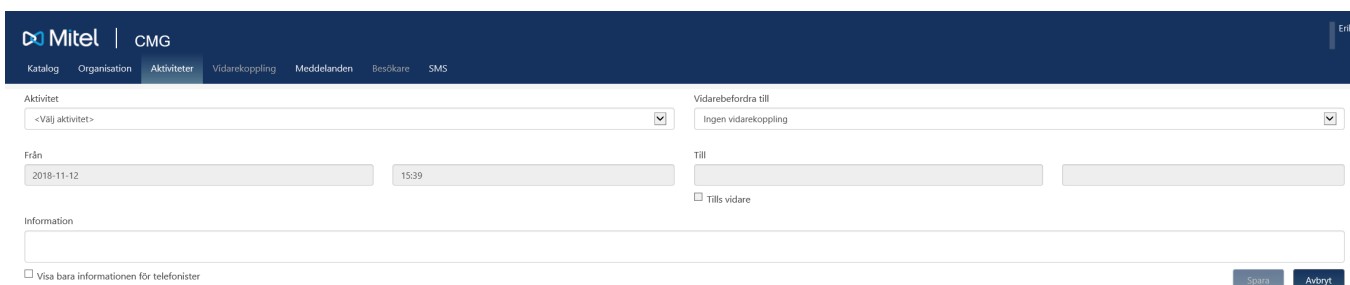 Mitel | CMG
Eri
Katalog Organisation Aktiviteter Vidarekoppling Meddelanden Besökare SMS
Aktivitet Vidarebefordra till
<Välj aktivitet> Ingen vidarekoppling
Från Till
2018-11-12 15:39
Tills vidare
Information
Visa bara informationen för telefonister
Spara Avbryt